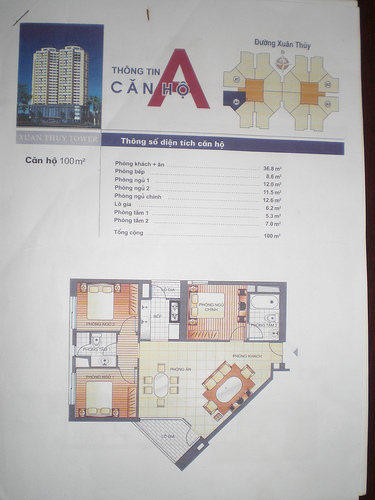 Đường Xuân Thủy
THÔNG TIN
CĂN HỘ
A
XUAN THUY TOWER
Thông số diện tích căn hộ
Căn hộ 100m²
Phòng khách + ăn 36.8 m²
Phòng bếp 8.6 m²
Phòng ngủ 1 12.0 m²
Phòng ngủ 2 11.5 m²
Phòng ngủ chính 12.6 m²
Lô gia 6.2 m²
Phòng tắm 1 5.3 m²
Phòng tắm 2 7.0 m²
Tổng cộng 100 m²
LÔ GIA
PHÒNG NGỦ CHÍNH
BẾP
PHÒNG NGỦ 2
PHÒNG TẮM 2
PHÒNG TẮM 1
PHÒNG KHÁCH
PHÒNG ĂN
PHÒNG NGỦ 1
LÔ GIA